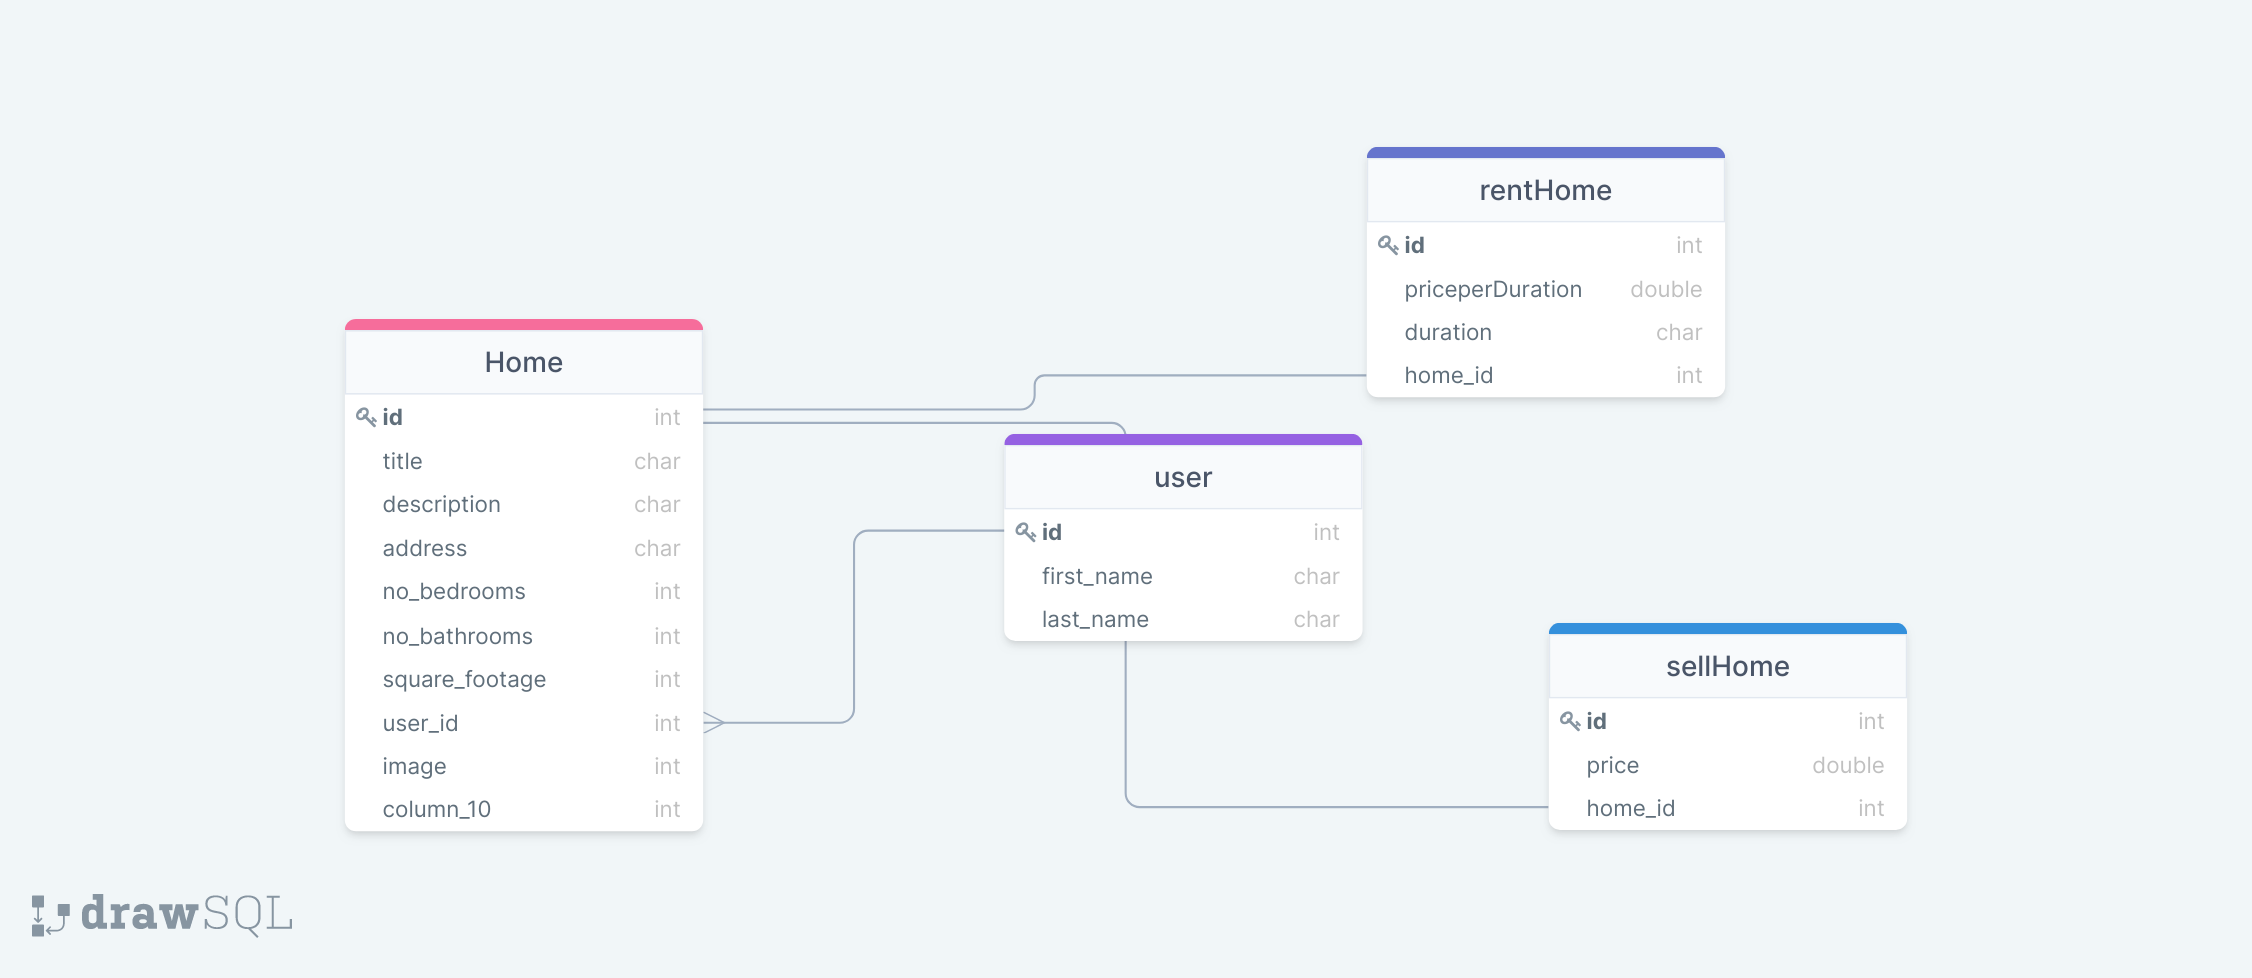 rentHome
id int
priceperDuration double
duration char
home_id int
Home
id int
title char
description char
address char
no_bedrooms int
no_bathrooms int
square_footage int
user_id int
image int
column_10 int
user
id int
first_name char
last_name char
sellHome
id int
price double
home_id int
drawSQL